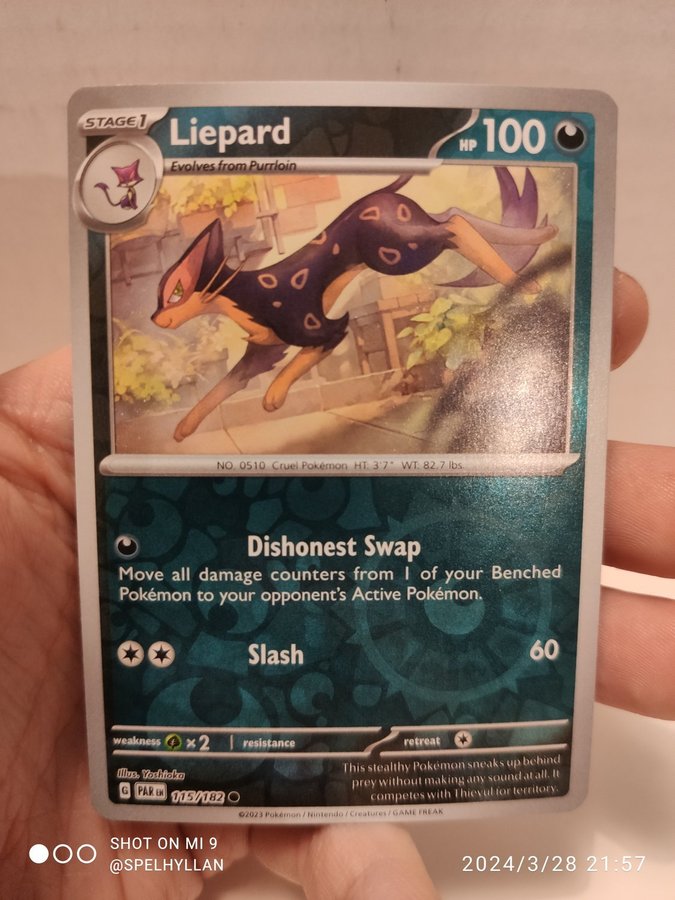 STAGE 1
Liepard
HP 100
Evolves from Purrloin
NO. 0510 Cruel Pokémon HT: 3'7" WT: 82.7 lbs.
Dishonest Swap
Move all damage counters from 1 of your Benched
Pokémon to your opponent's Active Pokémon.
Slash 60
weakness ×2 resistance retreat
Illus. Yoshioka
G PAR EN 115/182
This stealthy Pokémon sneaks up behind
prey without making any sound at all. It
competes with Thievul for territory.
©2023 Pokémon / Nintendo / Creatures / GAME FREAK
SHOT ON MI 9
@SPELHYLLAN
2024/3/28 21:57